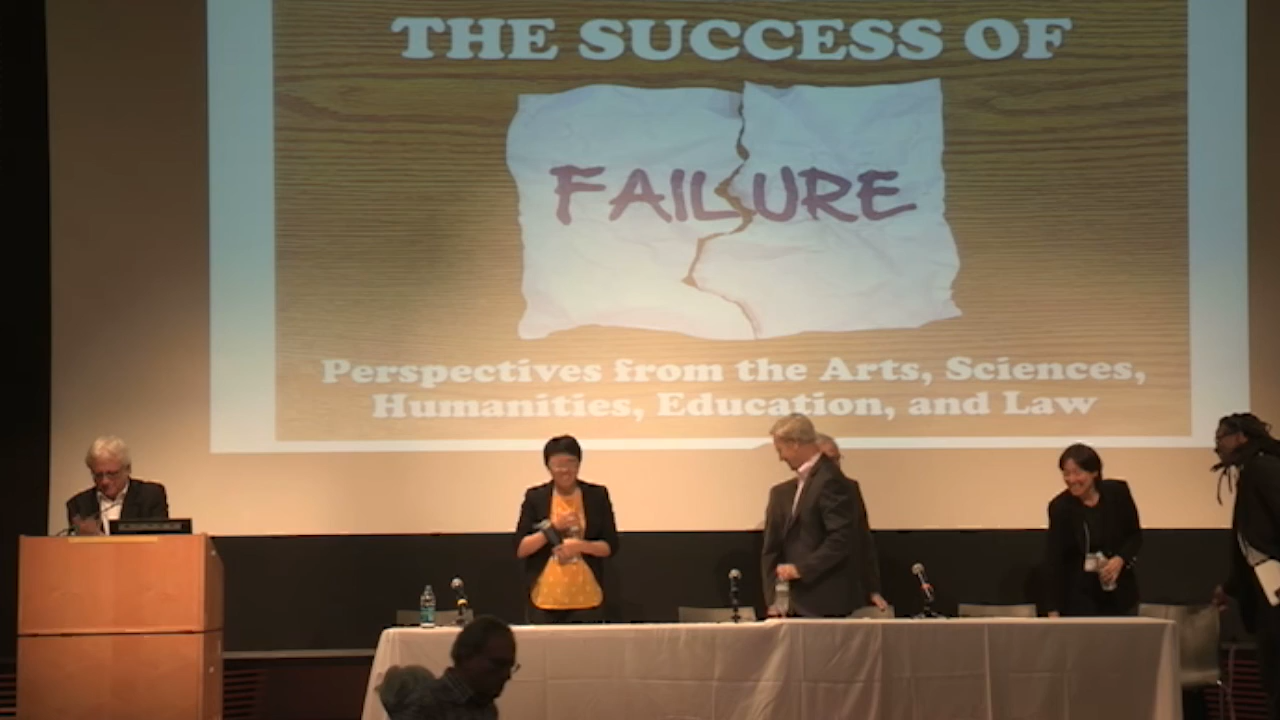 THE SUCCESS OF
FAILURE
Perspectives from the Arts, Sciences,
Humanities, Education, and Law